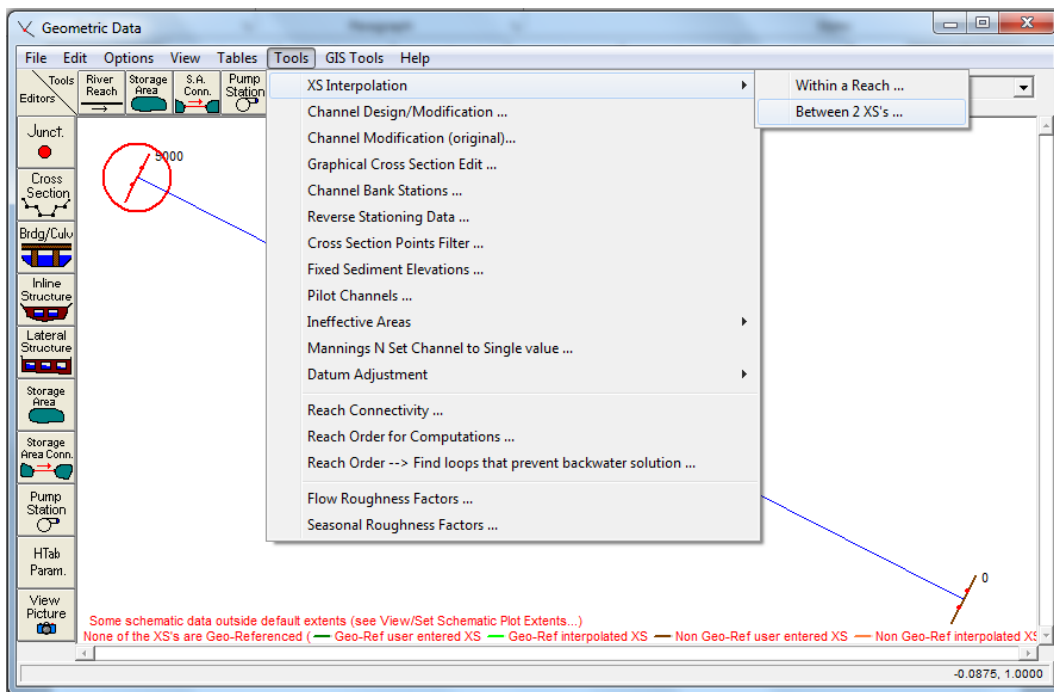 Geometric Data
File Edit Options View Tables Tools GIS Tools Help
Tools
Editors
River Reach
Storage Area
S.A. Conn.
Pump Station
XS Interpolation
Within a Reach ...
Between 2 XS's ...
Channel Design/Modification ...
Channel Modification (original)...
Graphical Cross Section Edit ...
Channel Bank Stations ...
Reverse Stationing Data ...
Cross Section Points Filter ...
Fixed Sediment Elevations ...
Pilot Channels ...
Ineffective Areas
Mannings N Set Channel to Single value ...
Datum Adjustment
Reach Connectivity ...
Reach Order for Computations ...
Reach Order --> Find loops that prevent backwater solution ...
Flow Roughness Factors ...
Seasonal Roughness Factors ...
Junct.
Cross
Section
Brdg/Culv
Inline
Structure
Lateral
Structure
Storage
Area
Storage
Area Conn.
Pump
Station
HTab
Param.
View
Picture
5000
0
Some schematic data outside default extents (see View/Set Schematic Plot Extents...)
None of the XS's are Geo-Referenced ( Geo-Ref user entered XS Geo-Ref interpolated XS Non Geo-Ref user entered XS Non Geo-Ref interpolated XS
-0.0875, 1.0000